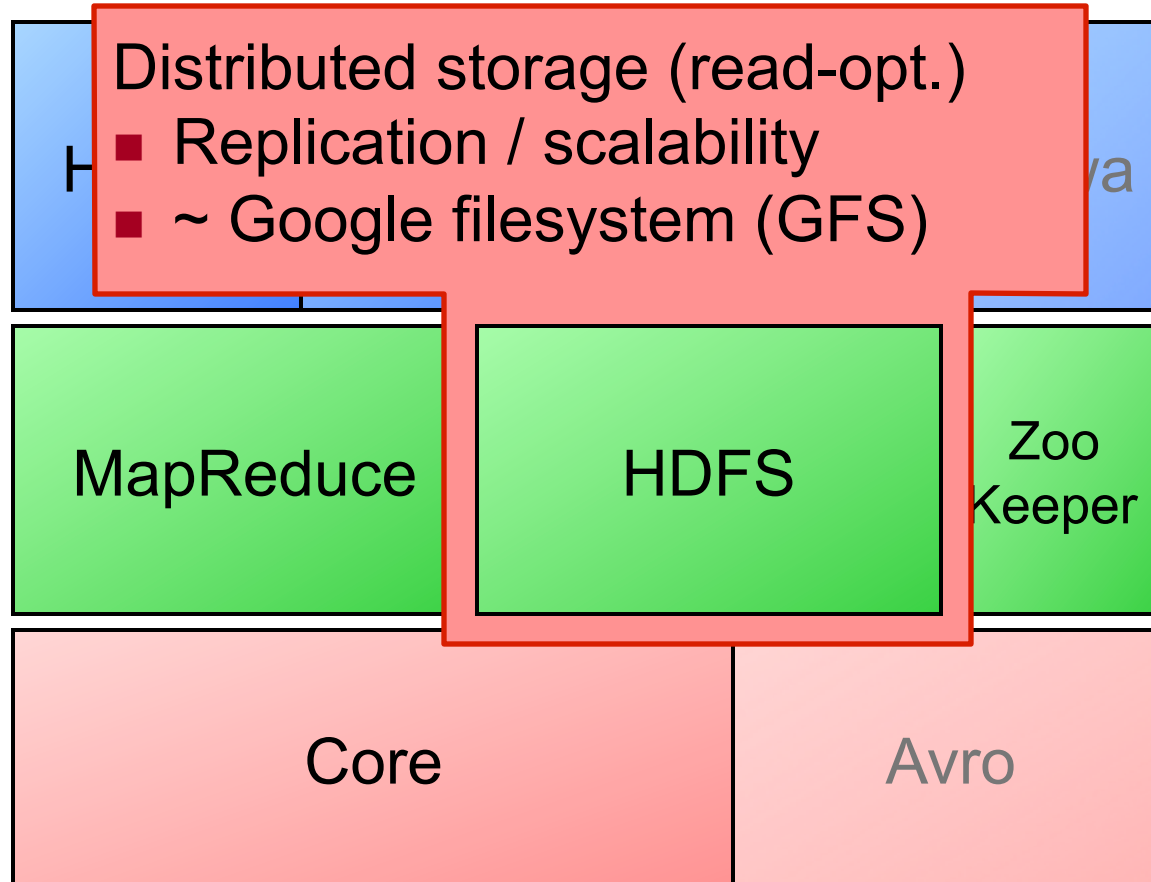 Distributed storage (read-opt.)
■ Replication / scalability
■ ~ Google filesystem (GFS)
MapReduce
HDFS
Zoo
Keeper
Core
Avro